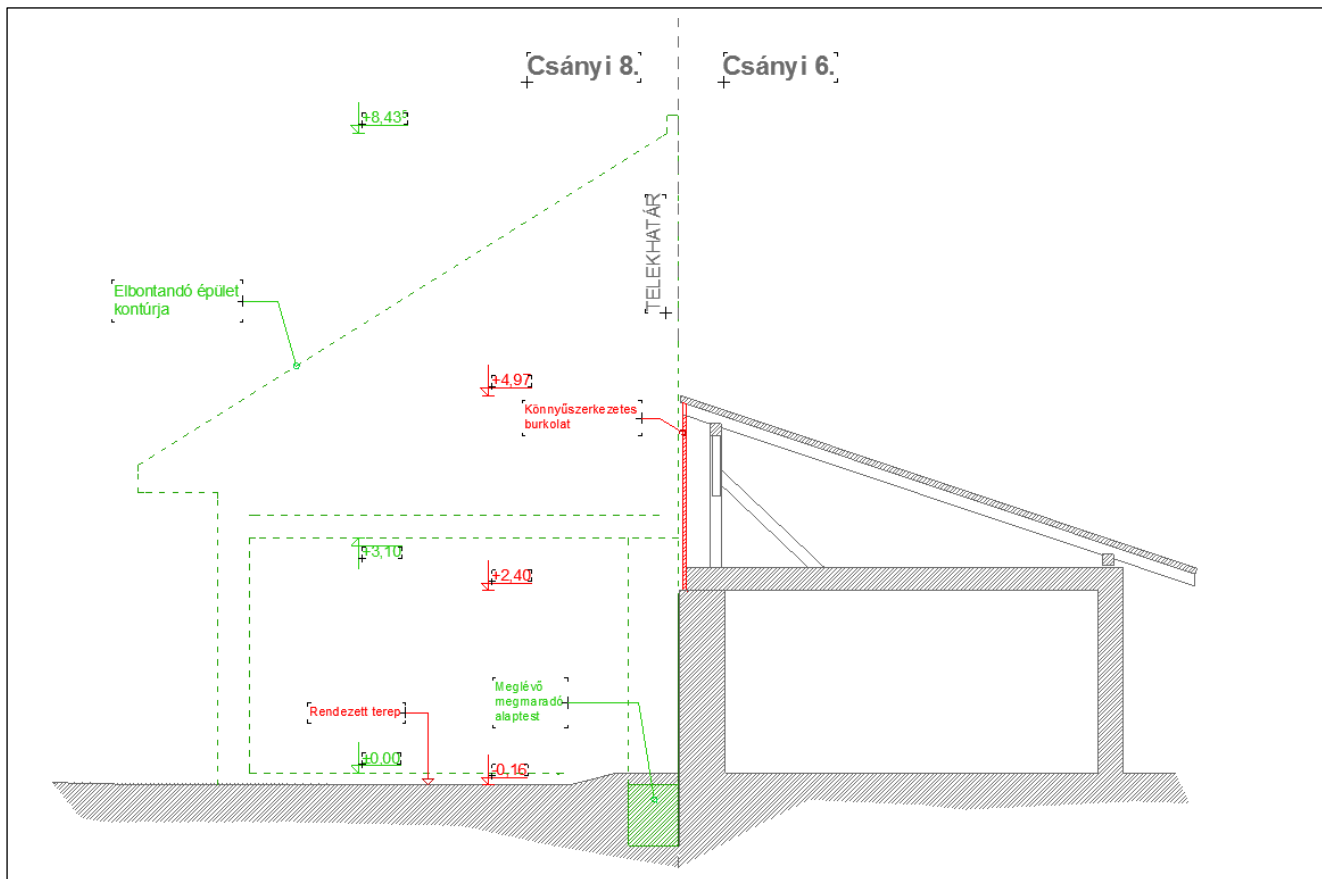 Csányi 8.
Csányi 6.
+8,43⁵
TELEKHATÁR
Elbontandó épület
kontúrja
+4,97
Könnyűszerkezetes
burkolat
+3,10
+2,40
Meglévő
megmaradó
alaptest
Rendezett terep
+0,00
-0,16